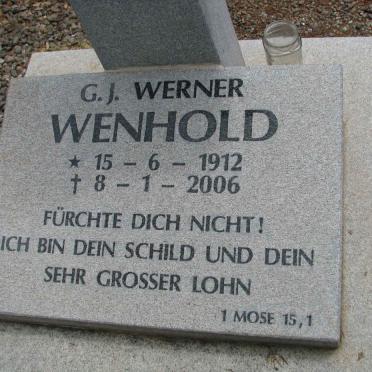 G.J. WERNER
WENHOLD
★ 15 – 6 – 1912
† 8 – 1 – 2006
FÜRCHTE DICH NICHT!
ICH BIN DEIN SCHILD UND DEIN
SEHR GROSSER LOHN
1 MOSE 15,1